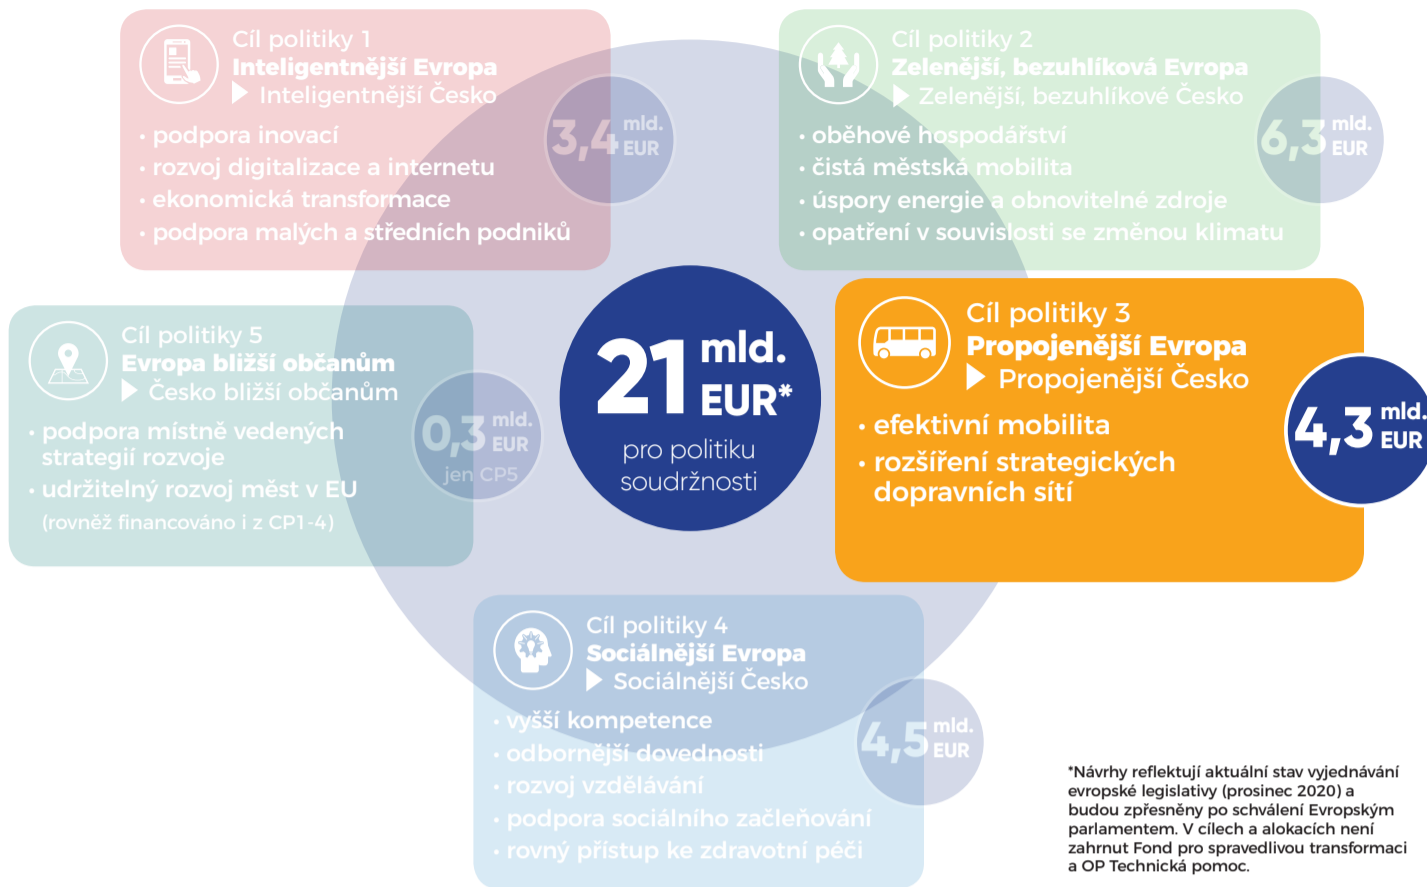 Cíl politiky 1
Inteligentnější Evropa
Inteligentnější Česko
• podpora inovací
• rozvoj digitalizace a internetu
• ekonomická transformace
• podpora malých a středních podniků
3,4 mld.
EUR
Cíl politiky 2
Zelenější, bezuhlíková Evropa
Zelenější, bezuhlíkové Česko
• oběhové hospodářství
• čistá městská mobilita
• úspory energie a obnovitelné zdroje
• opatření v souvislosti se změnou klimatu
6,3 mld.
EUR
Cíl politiky 5
Evropa bližší občanům
Česko bližší občanům
• podpora místně vedených
strategií rozvoje
• udržitelný rozvoj měst v EU
(rovněž financováno i z CP1-4)
0,3 mld.
EUR
jen CP5
21 mld.
EUR*
pro politiku
soudržnosti
Cíl politiky 3
Propojenější Evropa
Propojenější Česko
• efektivní mobilita
• rozšíření strategických
dopravních sítí
4,3 mld.
EUR
Cíl politiky 4
Sociálnější Evropa
Sociálnější Česko
• vyšší kompetence
• odbornější dovednosti
• rozvoj vzdělávání
• podpora sociálního začleňování
• rovný přístup ke zdravotní péči
4,5 mld.
EUR
*Návrhy reflektují aktuální stav vyjednávání
evropské legislativy (prosinec 2020) a
budou zpřesněny po schválení Evropským
parlamentem. V cílech a alokacích není
zahrnut Fond pro spravedlivou transformaci
a OP Technická pomoc.